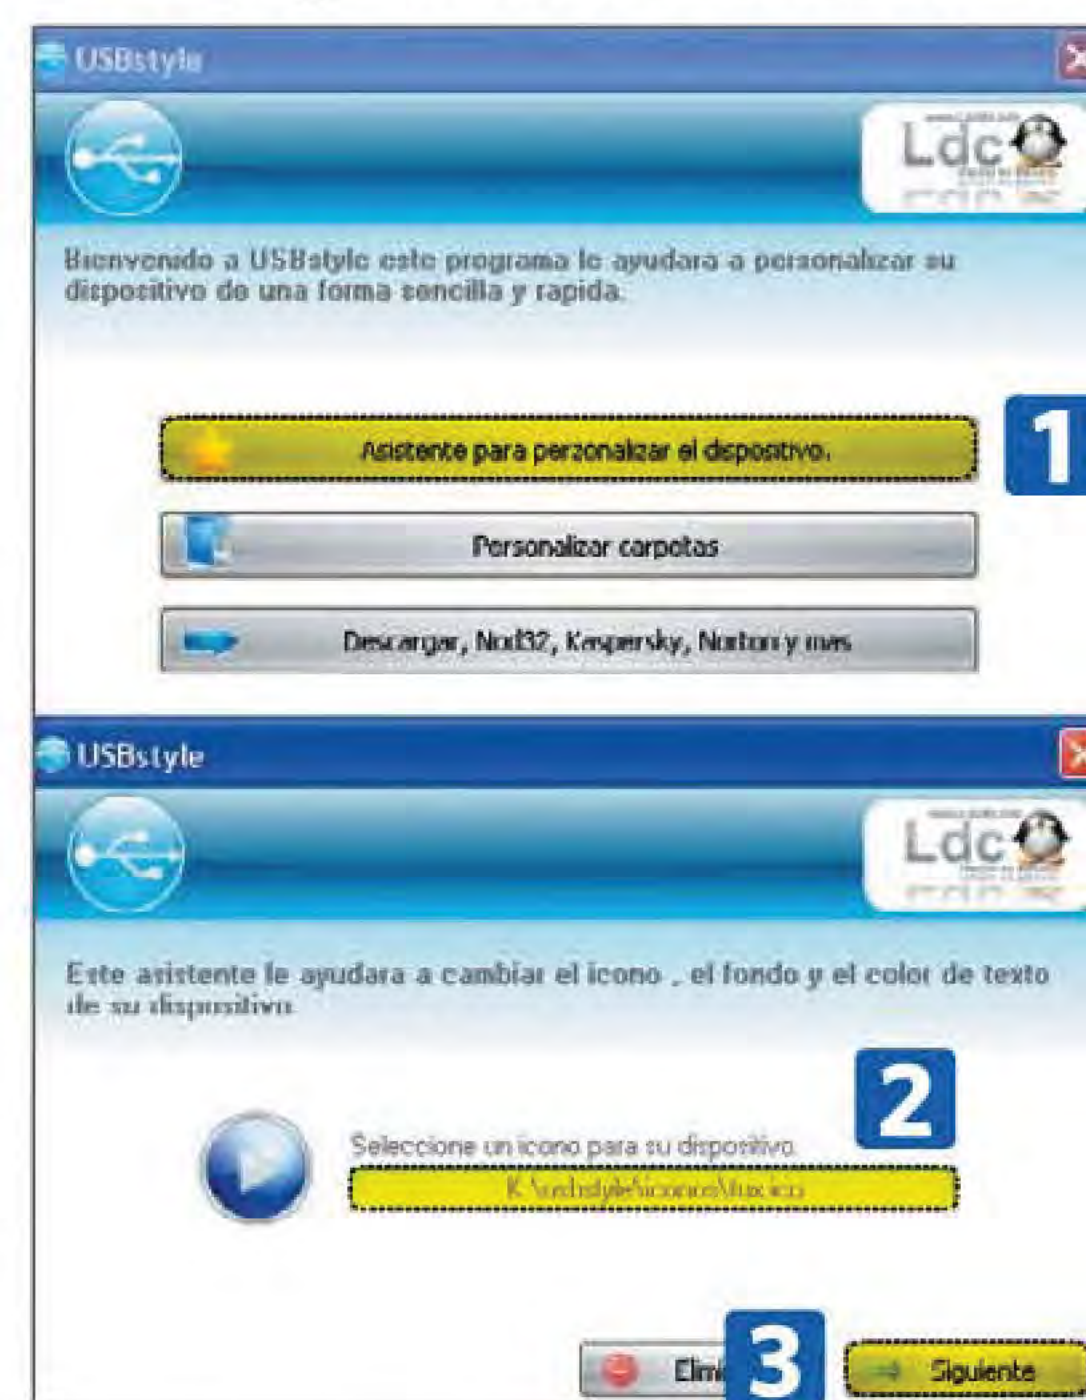 USBstyle
Ldc
Bienvenido a USBstyle este programa le ayudara a personalizar su
dispositivo de una forma sencilla y rapida.
1
Asistente para perzonalizar el dispositivo.
Personalizar carpetas
Descargar, Nod32, Kaspersky, Norton y mas
USBstyle
Ldc
Este asistente le ayudara a cambiar el icono , el fondo y el color de texto
de su dispositivo
2
Seleccione un icono para su dispositivo
3
Siguiente